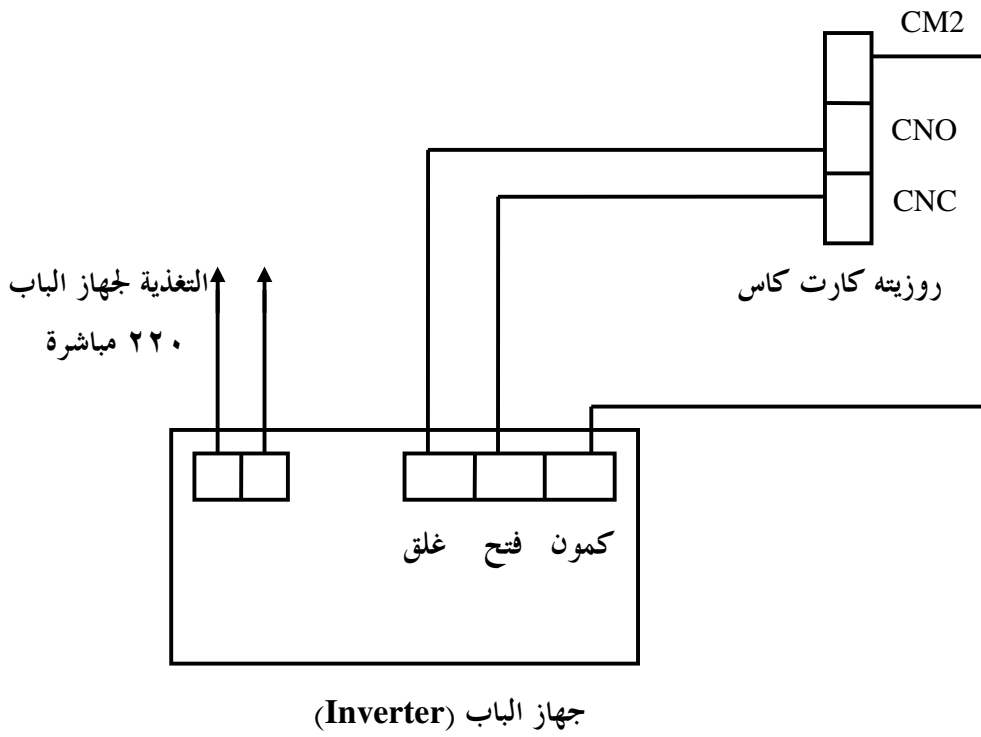 CM2
CNO
CNC
روزيته كارت كاس
التغذية لجهاز الباب
٢٢٠ مباشرة
كمون فتح غلق
جهاز الباب (Inverter)